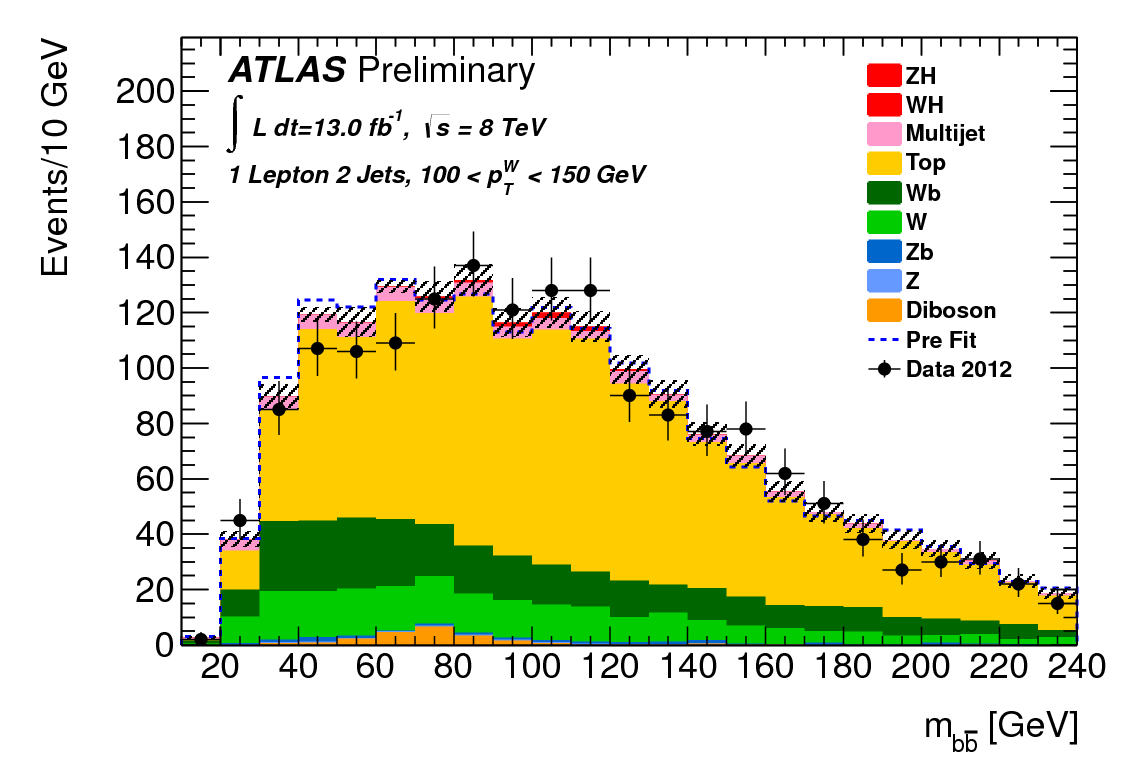 Events/10 GeV
ATLAS Preliminary
∫ L dt=13.0 fb⁻¹, √s = 8 TeV
1 Lepton 2 Jets, 100 < p_T^W < 150 GeV
ZH
WH
Multijet
Top
Wb
W
Zb
Z
Diboson
Pre Fit
Data 2012
200
180
160
140
120
100
80
60
40
20
0
20 40 60 80 100 120 140 160 180 200 220 240
m_bb̅ [GeV]